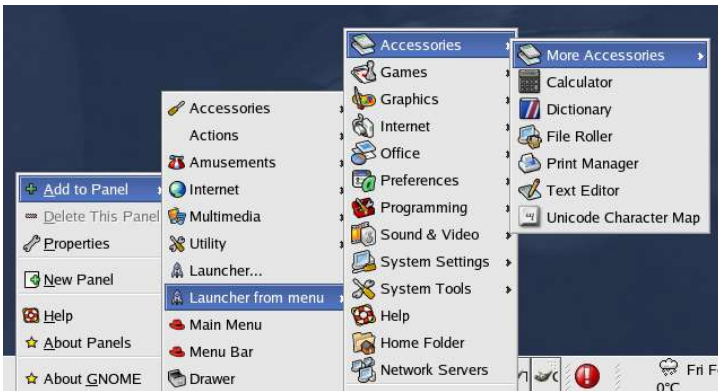 Add to Panel
Delete This Panel
Properties
New Panel
Help
About Panels
About GNOME
Accessories
Actions
Amusements
Internet
Multimedia
Utility
Launcher...
Launcher from menu
Main Menu
Menu Bar
Drawer
Accessories
Games
Graphics
Internet
Office
Preferences
Programming
Sound & Video
System Settings
System Tools
Help
Home Folder
Network Servers
More Accessories
Calculator
Dictionary
File Roller
Print Manager
Text Editor
Unicode Character Map
Fri
0°C